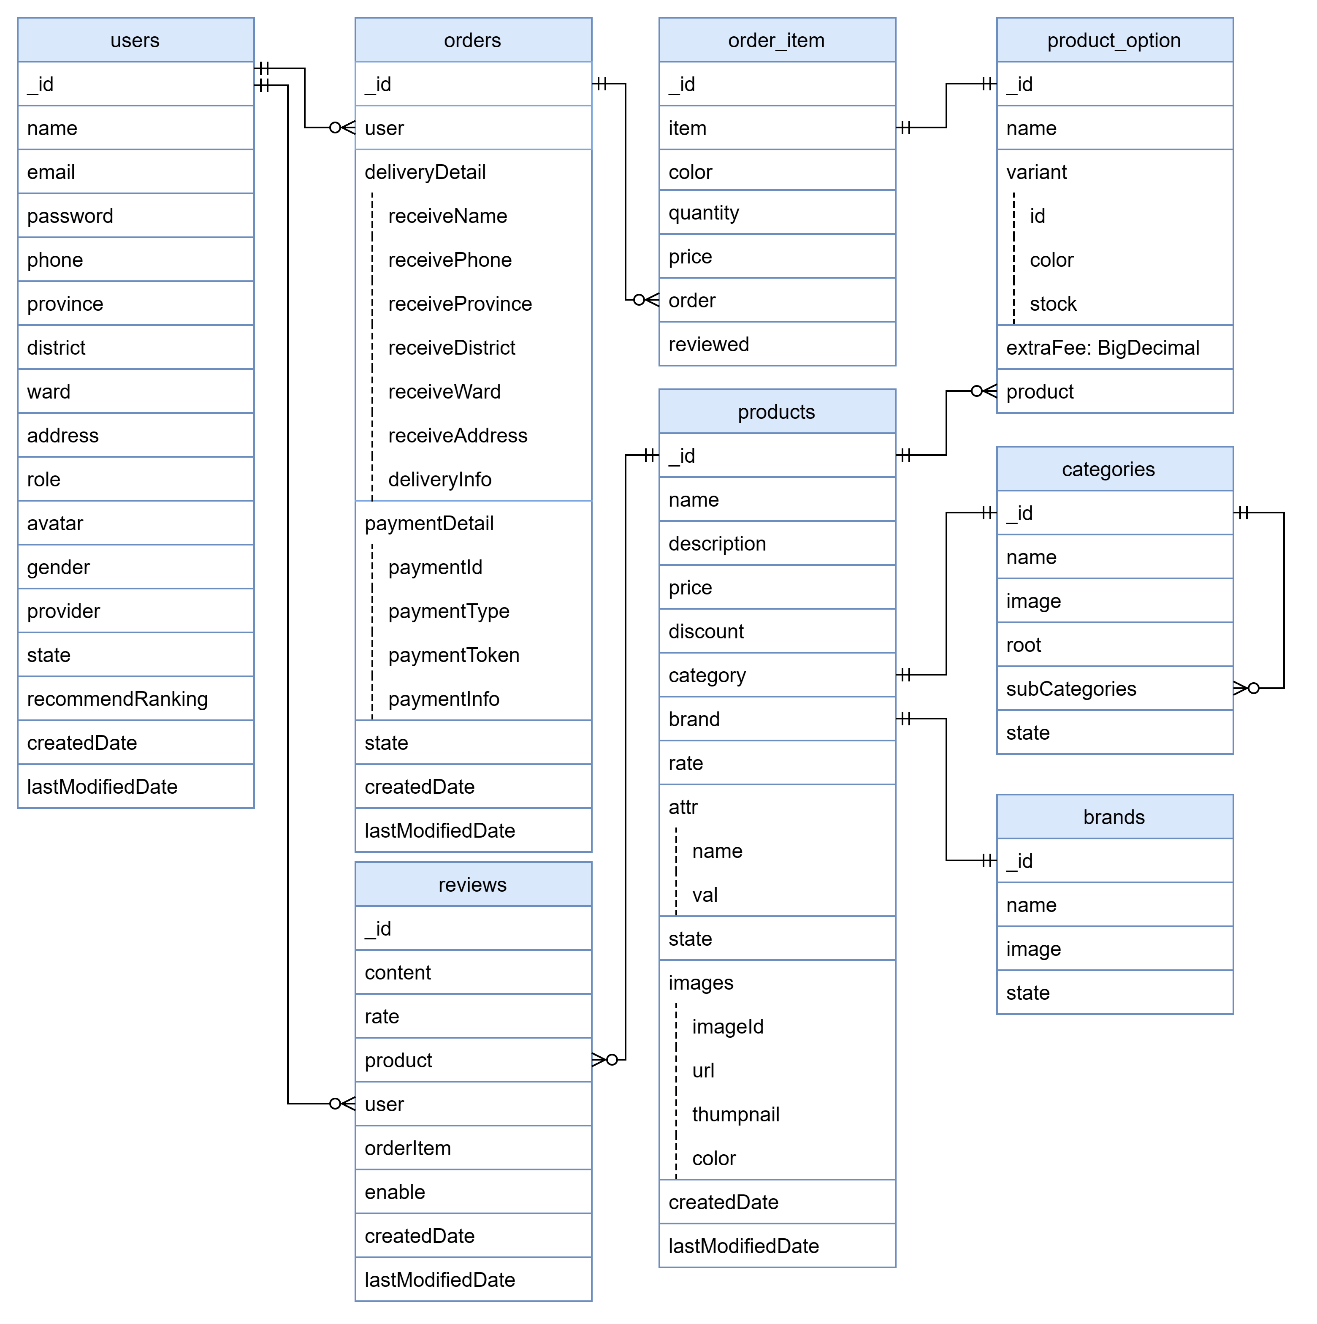 users
_id
name
email
password
phone
province
district
ward
address
role
avatar
gender
provider
state
recommendRanking
createdDate
lastModifiedDate
orders
_id
user
deliveryDetail
receiveName
receivePhone
receiveProvince
receiveDistrict
receiveWard
receiveAddress
deliveryInfo
paymentDetail
paymentId
paymentType
paymentToken
paymentInfo
state
createdDate
lastModifiedDate
reviews
_id
content
rate
product
user
orderItem
enable
createdDate
lastModifiedDate
order_item
_id
item
color
quantity
price
order
reviewed
products
_id
name
description
price
discount
category
brand
rate
attr
name
val
state
images
imageId
url
thumpnail
color
createdDate
lastModifiedDate
product_option
_id
name
variant
id
color
stock
extraFee: BigDecimal
product
categories
_id
name
image
root
subCategories
state
brands
_id
name
image
state